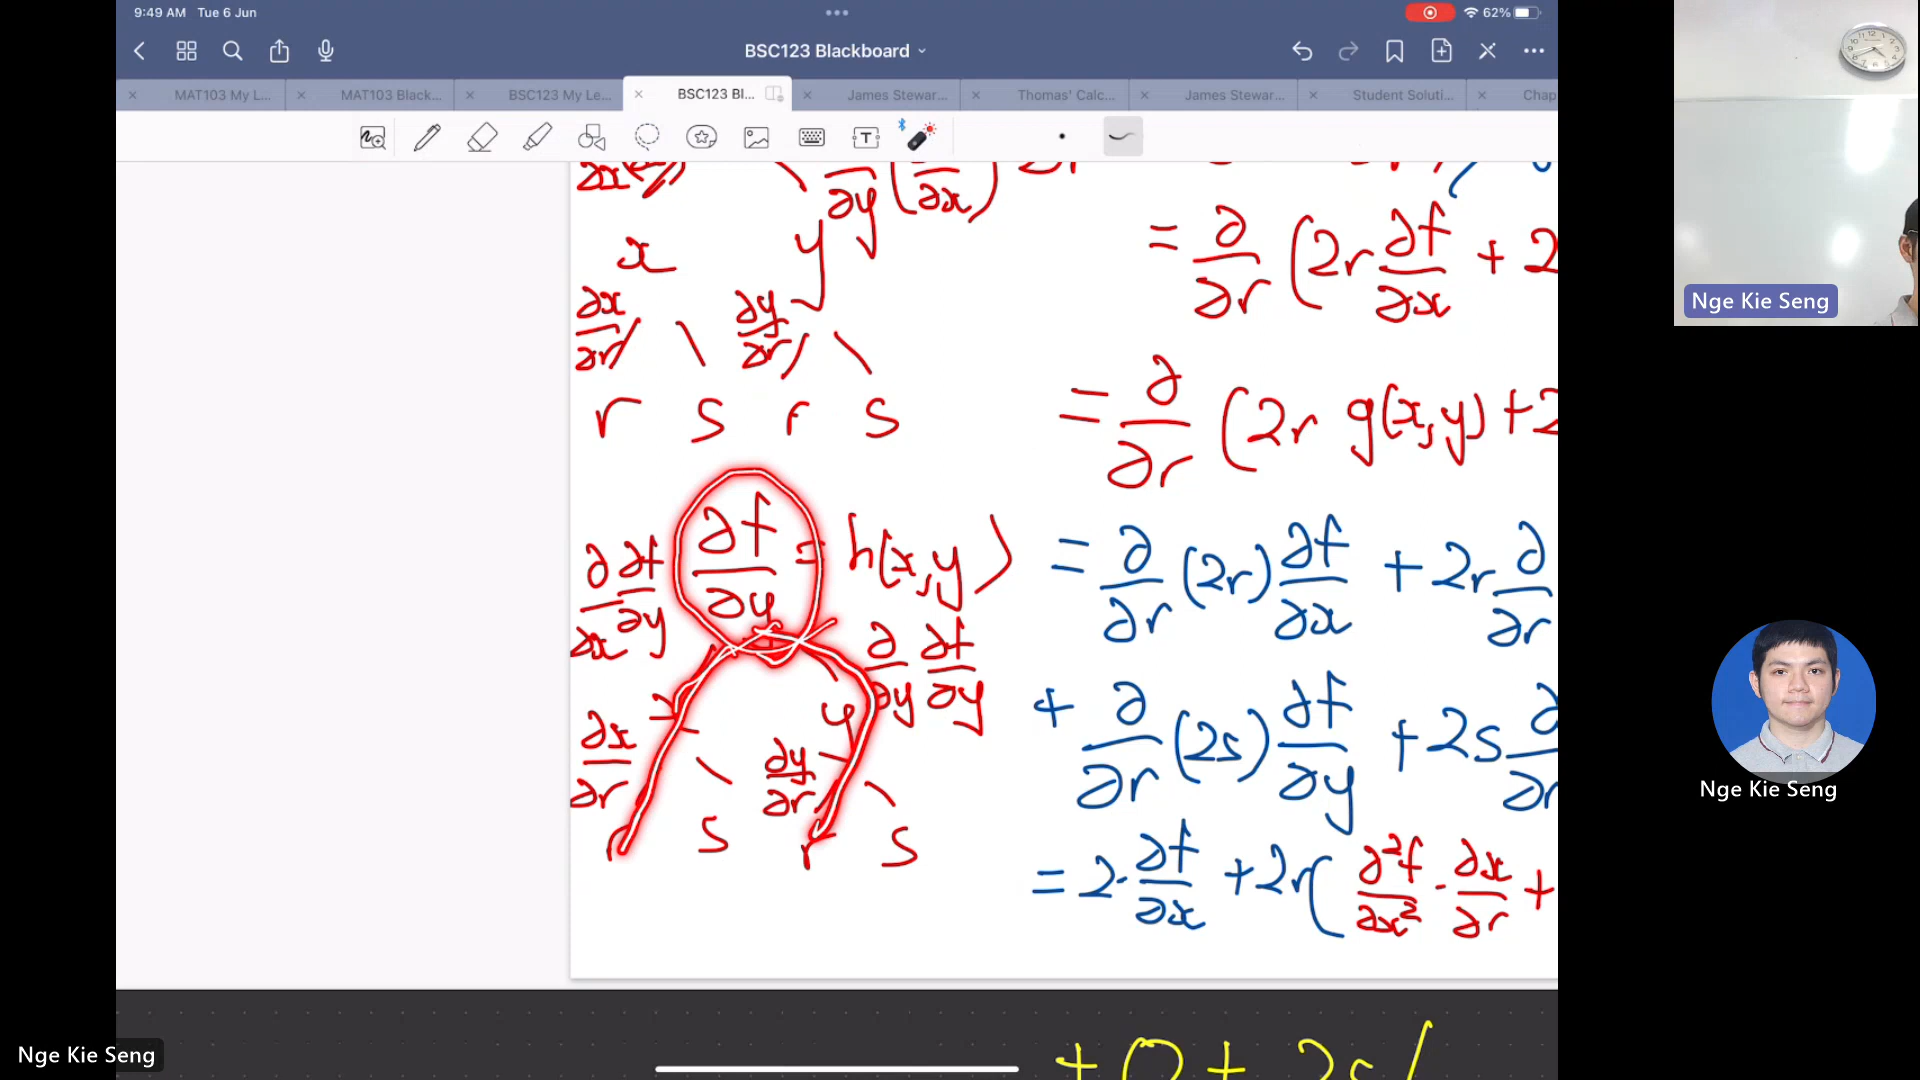 9:49 AM Tue 6 Jun
62%
BSC123 Blackboard
MAT103 My L...
MAT103 Black...
BSC123 My Le...
BSC123 Bl...
James Stewar...
Thomas' Calc...
James Stewar...
Student Soluti...
Chap
T
∂y (∂x)
x y
∂x/∂r ∂y/∂r
r s r s
= ∂/∂r (2r ∂f/∂x + 2
= ∂/∂r (2r g(x,y) + 2
∂/∂x ∂f/∂y ∂f/∂y = h(x,y)
∂/∂y ∂f/∂y
y
∂x/∂r ∂y/∂r
r s r s
= ∂/∂r (2r) ∂f/∂x + 2r ∂/∂r
+ ∂/∂r (2s) ∂f/∂y + 2s ∂/∂r
= 2· ∂f/∂x + 2r( ∂²f/∂x² · ∂x/∂r +
+ 0 + 2s(
Nge Kie Seng
Nge Kie Seng
Nge Kie Seng